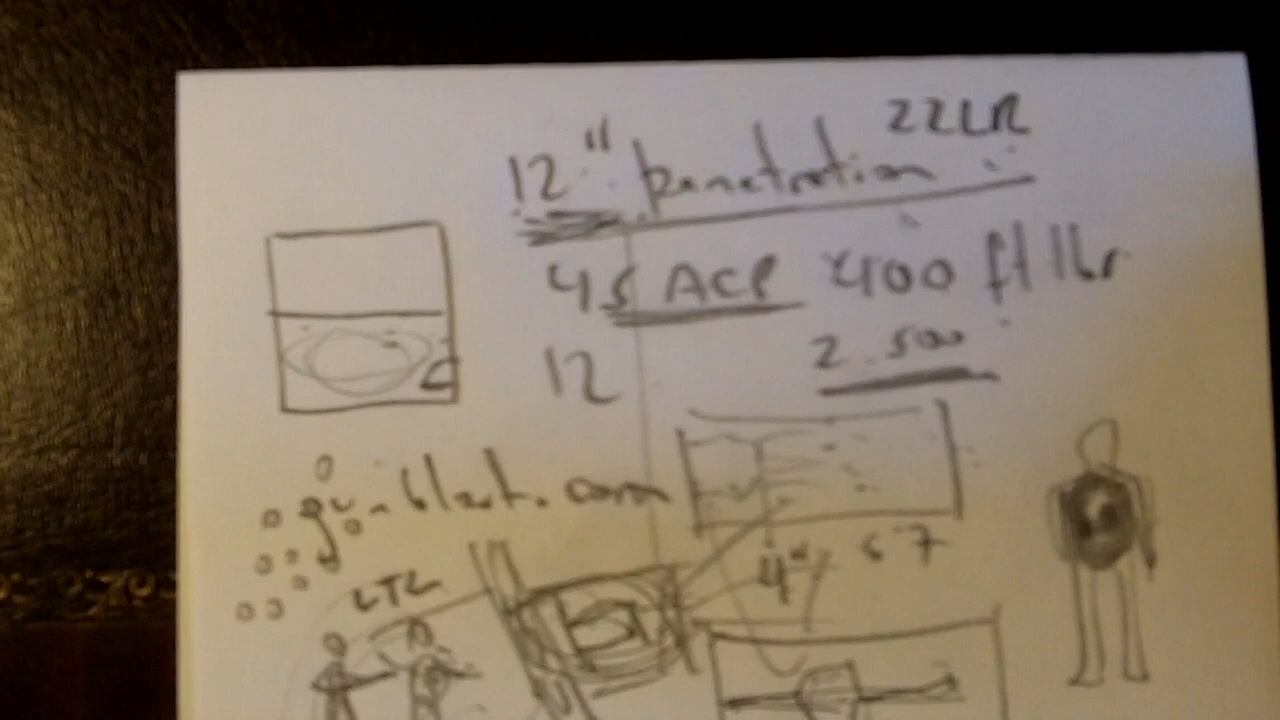 22LR
12" penetration
45 ACP 400 ft lbs
12 2.500
gunblast.com
4" 6 7
LTL